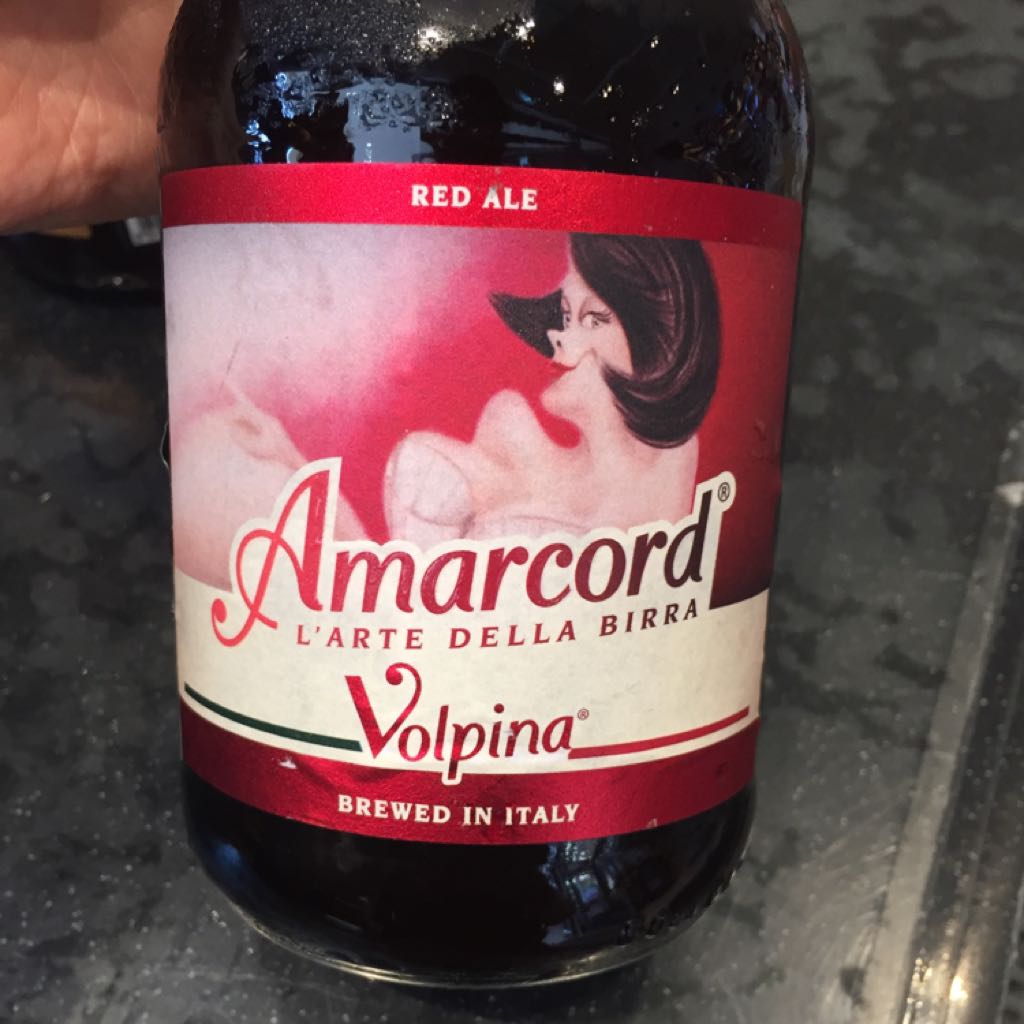 RED ALE
Amarcord®
L'ARTE DELLA BIRRA
Volpina®
BREWED IN ITALY